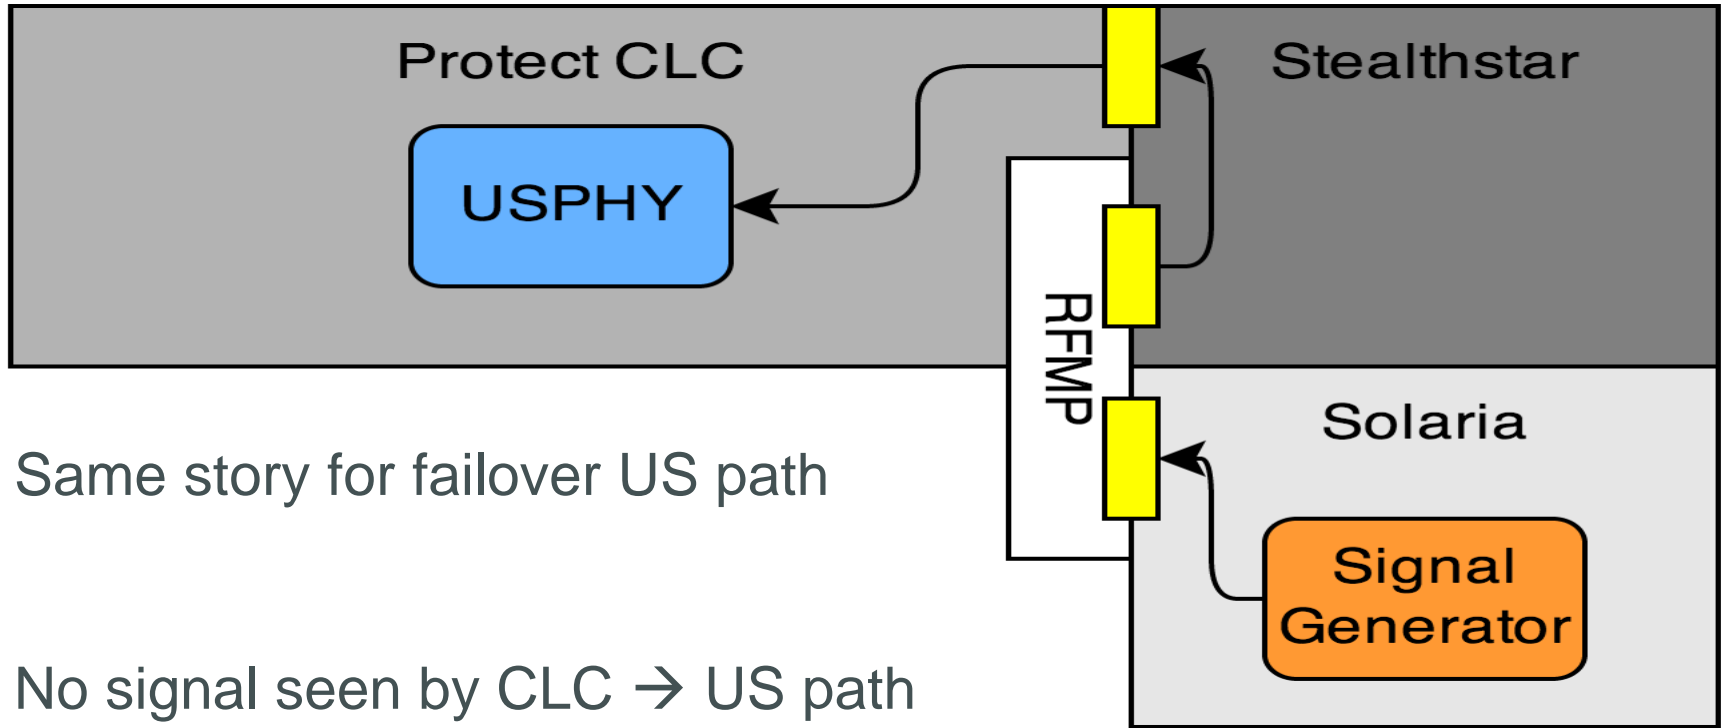 Protect CLC
Stealthstar
USPHY
RFMP
Solaria
Same story for failover US path
Signal
Generator
No signal seen by CLC → US path